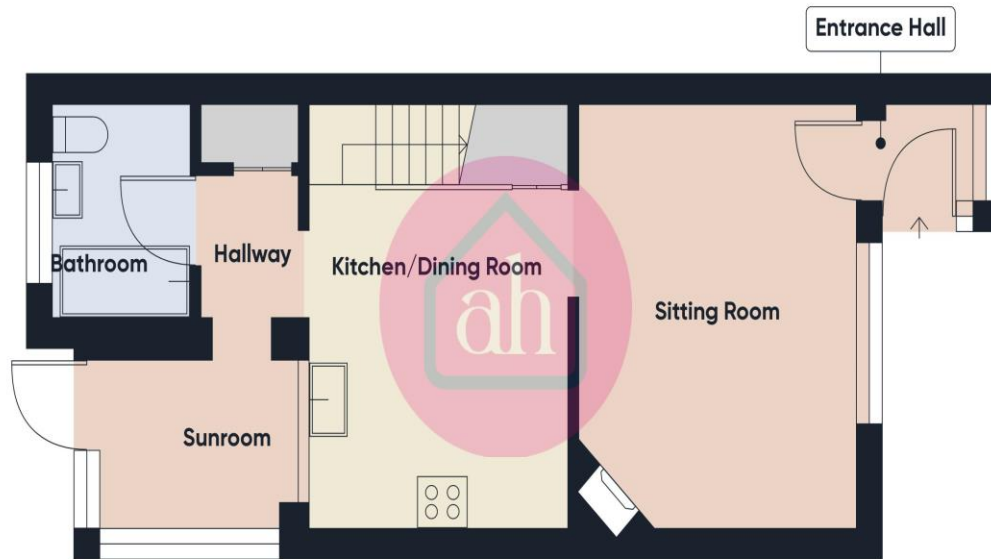 Entrance Hall
Bathroom
Hallway
Kitchen/Dining Room
Sitting Room
Sunroom
ah